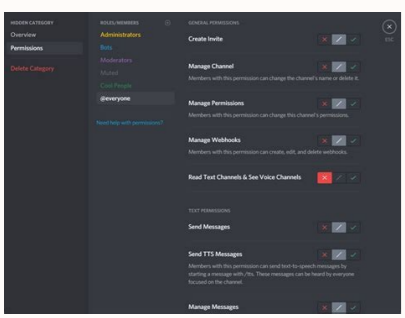 HIDDEN CATEGORY
Overview
Permissions
Delete Category
ROLES/MEMBERS
Administrators
Bots
Moderators
Muted
Cool People
@everyone
Need help with permissions?
GENERAL PERMISSIONS
Create Invite
Manage Channel
Members with this permission can change the channel's name or delete it.
Manage Permissions
Members with this permission can change this channel's permissions.
Manage Webhooks
Members with this permission can create, edit, and delete webhooks.
Read Text Channels & See Voice Channels
TEXT PERMISSIONS
Send Messages
Send TTS Messages
Members with this permission can send text-to-speech messages by
starting a message with /tts. These messages can be heard by everyone
focused on the channel.
Manage Messages
ESC